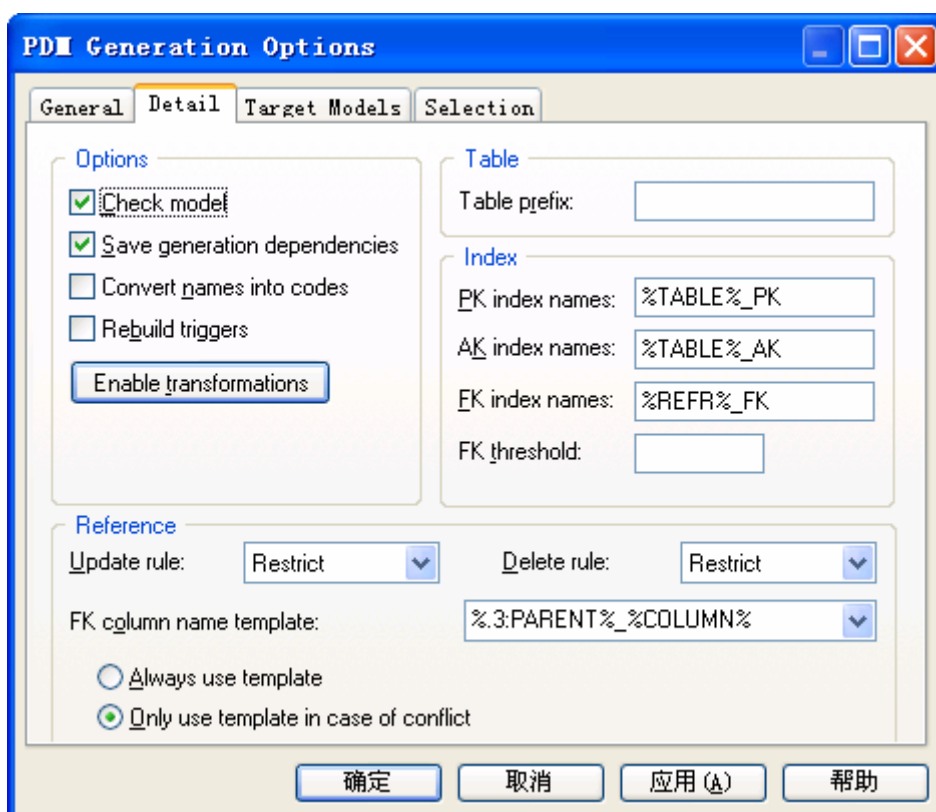 PDM Generation Options
General Detail Target Models Selection
Options
Check model
Save generation dependencies
Convert names into codes
Rebuild triggers
Enable transformations
Table
Table prefix:
Index
PK index names: %TABLE%_PK
AK index names: %TABLE%_AK
FK index names: %REFR%_FK
FK threshold:
Reference
Update rule: Restrict Delete rule: Restrict
FK column name template: %.3:PARENT%_%COLUMN%
Always use template
Only use template in case of conflict
确定 取消 应用(A) 帮助